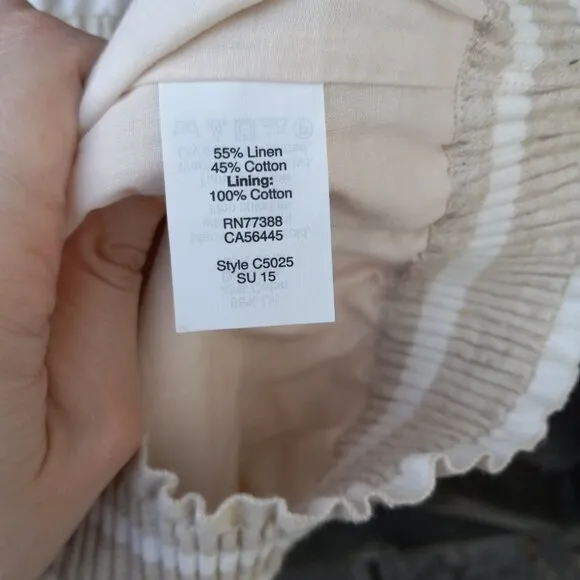 55% Linen
45% Cotton
Lining:
100% Cotton
RN77388
CA56445
Style C5025
SU 15